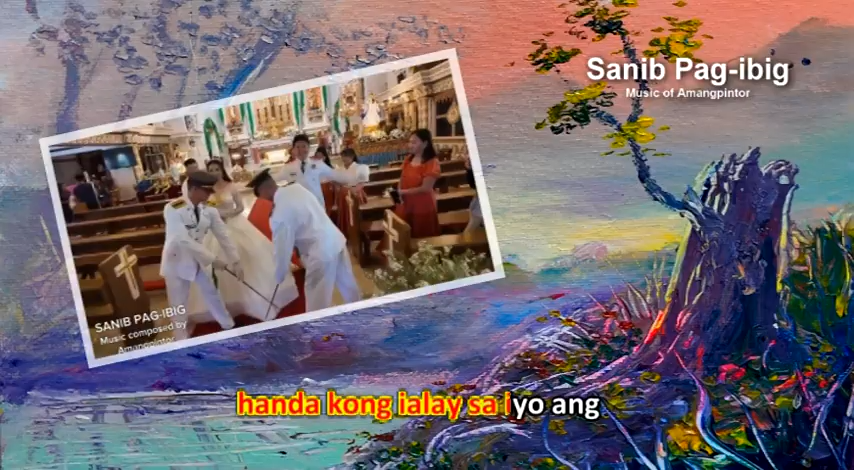 Sanib Pag-ibig
Music of Amangpintor
SANIB PAG-IBIG
Music composed by
Amangpintor
handa kong ialay sa Iyo ang